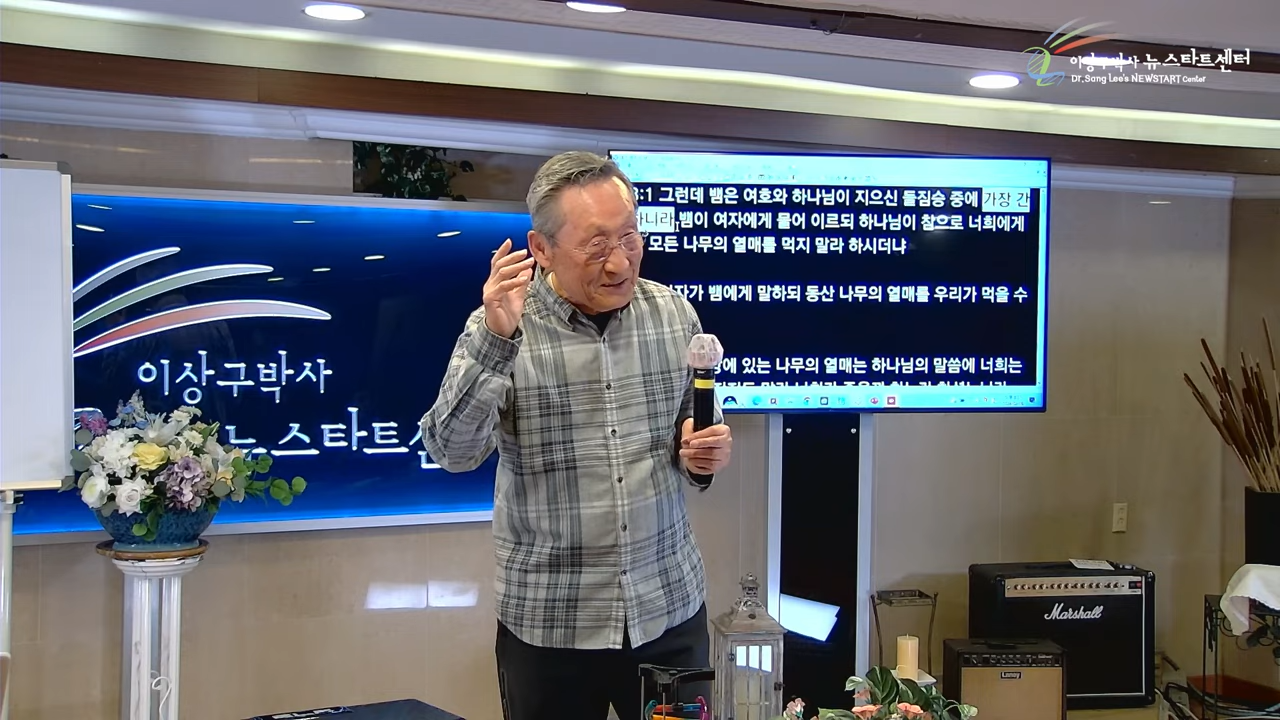 이상구박사 뉴스타트센터
Dr.Sang Lee's NEWSTART Center
3:1 그런데 뱀은 여호와 하나님이 지으신 들짐승 중에 가장 간
하니라 뱀이 여자에게 물어 이르되 하나님이 참으로 너희에게
모든 나무의 열매를 먹지 말라 하시더냐
여자가 뱀에게 말하되 동산 나무의 열매를 우리가 먹을 수
에 있는 나무의 열매는 하나님의 말씀에 너희는
이상구박사
뉴스타트센
Marshall
Laney